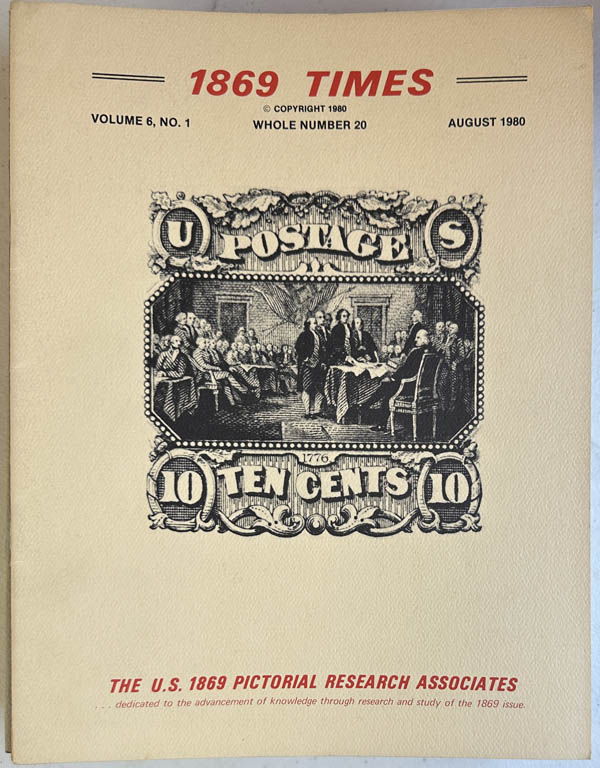 1869 TIMES
© COPYRIGHT 1980
VOLUME 6, NO. 1 WHOLE NUMBER 20 AUGUST 1980
U POSTAGE S
1776
10 TEN CENTS 10
THE U.S. 1869 PICTORIAL RESEARCH ASSOCIATES
. . . dedicated to the advancement of knowledge through research and study of the 1869 issue.